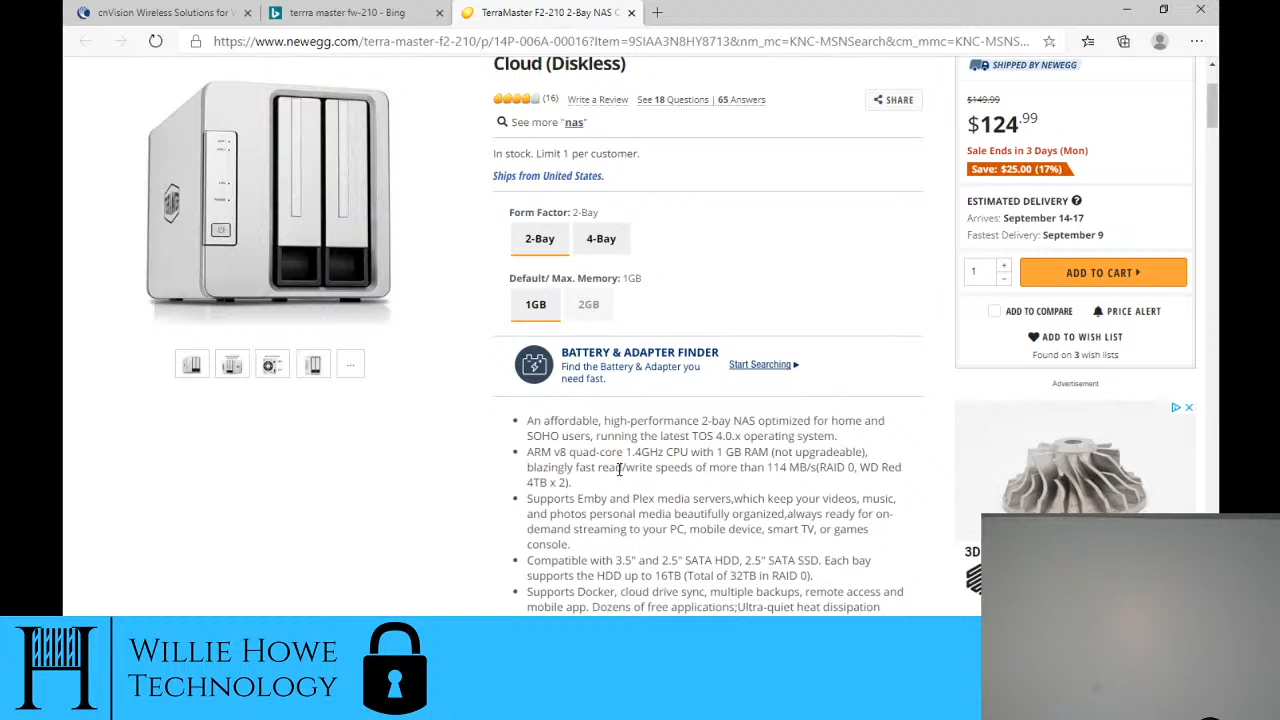 cnVision Wireless Solutions for V
terra master fw-210 - Bing
TerraMaster F2-210 2-Bay NAS C
https://www.newegg.com/terra-master-f2-210/p/14P-006A-00016?Item=9SIAA3N8HY8713&nm_mc=KNC-MSNSearch&cm_mmc=KNC-MSNS...
Cloud (Diskless)
(16) Write a Review See 18 Questions | 65 Answers
SHARE
See more "nas"
In stock. Limit 1 per customer.
Ships from United States.
Form Factor: 2-Bay
2-Bay 4-Bay
Default/ Max. Memory: 1GB
1GB 2GB
BATTERY & ADAPTER FINDER
Find the Battery & Adapter you
need fast.
Start Searching
• An affordable, high-performance 2-bay NAS optimized for home and
SOHO users, running the latest TOS 4.0.x operating system.
• ARM v8 quad-core 1.4GHz CPU with 1 GB RAM (not upgradeable),
blazingly fast read/write speeds of more than 114 MB/s(RAID 0, WD Red
4TB x 2).
• Supports Emby and Plex media servers,which keep your videos, music,
and photos personal media beautifully organized,always ready for on-
demand streaming to your PC, mobile device, smart TV, or games
console.
• Compatible with 3.5" and 2.5" SATA HDD, 2.5" SATA SSD. Each bay
supports the HDD up to 16TB (Total of 32TB in RAID 0).
• Supports Docker, cloud drive sync, multiple backups, remote access and
mobile app. Dozens of free applications;Ultra-quiet heat dissipation
SHIPPED BY NEWEGG
$149.99
$124.99
Sale Ends in 3 Days (Mon)
Save: $25.00 (17%)
ESTIMATED DELIVERY
Arrives: September 14-17
Fastest Delivery: September 9
1
ADD TO CART
ADD TO COMPARE
PRICE ALERT
ADD TO WISH LIST
Found on 3 wish lists
Advertisement
3D
WILLIE HOWE
TECHNOLOGY